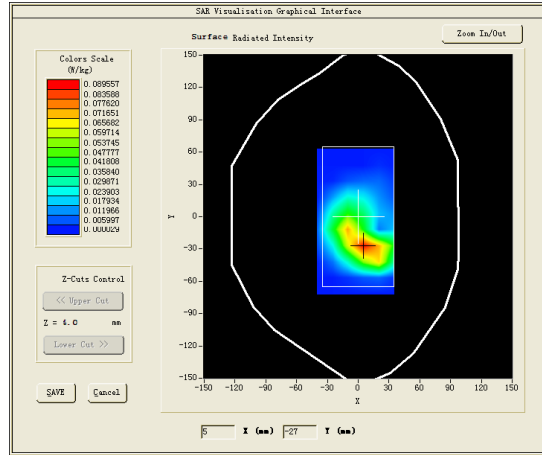 SAR Visualisation Graphical Interface
Surface Radiated Intensity
Zoom In/Out
Colors Scale
(W/kg)
0.089557
0.083588
0.077620
0.071651
0.065682
0.059714
0.053745
0.047777
0.041808
0.035840
0.029871
0.023903
0.017934
0.011966
0.005997
0.000029
Z-Cuts Control
<< Upper Cut
Z = 4.0 mm
Lower Cut >>
SAVE Cancel
150
120
90
60
30
0
-30
-60
-90
-120
-150
Y
-150 -120 -90 -60 -30 0 30 60 90 120 150
X
5 X (mm) -27 Y (mm)